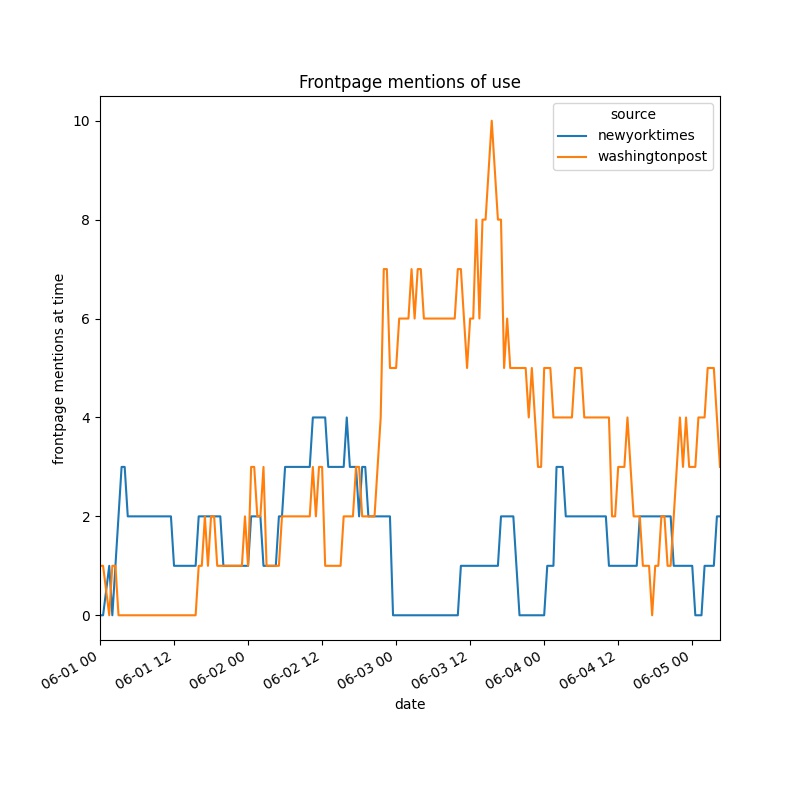 Frontpage mentions of use
source
newyorktimes
washingtonpost
frontpage mentions at time
10
8
6
4
2
0
06-01 00
06-01 12
06-02 00
06-02 12
06-03 00
06-03 12
06-04 00
06-04 12
06-05 00
date